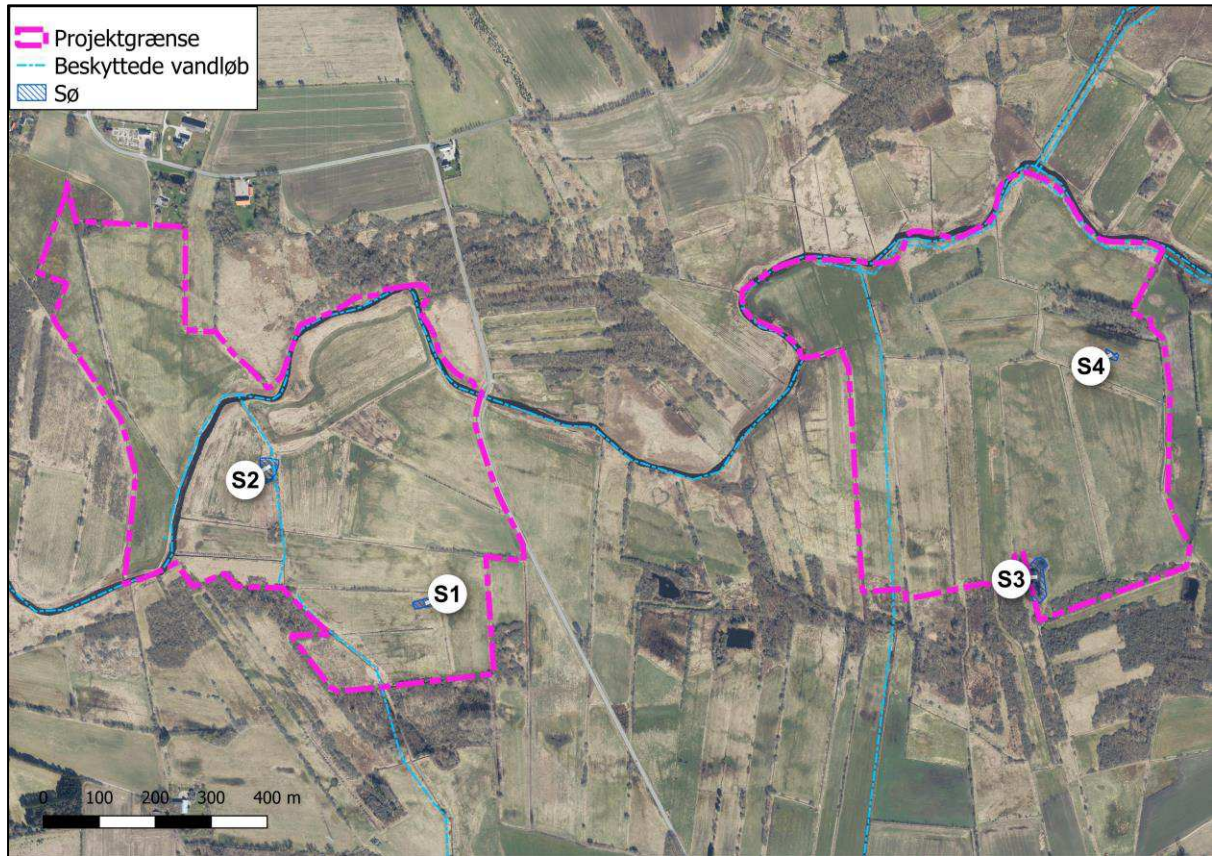 Projektgrænse
Beskyttede vandløb
Sø
S4
S2
S3
S1
0 100 200 300 400 m